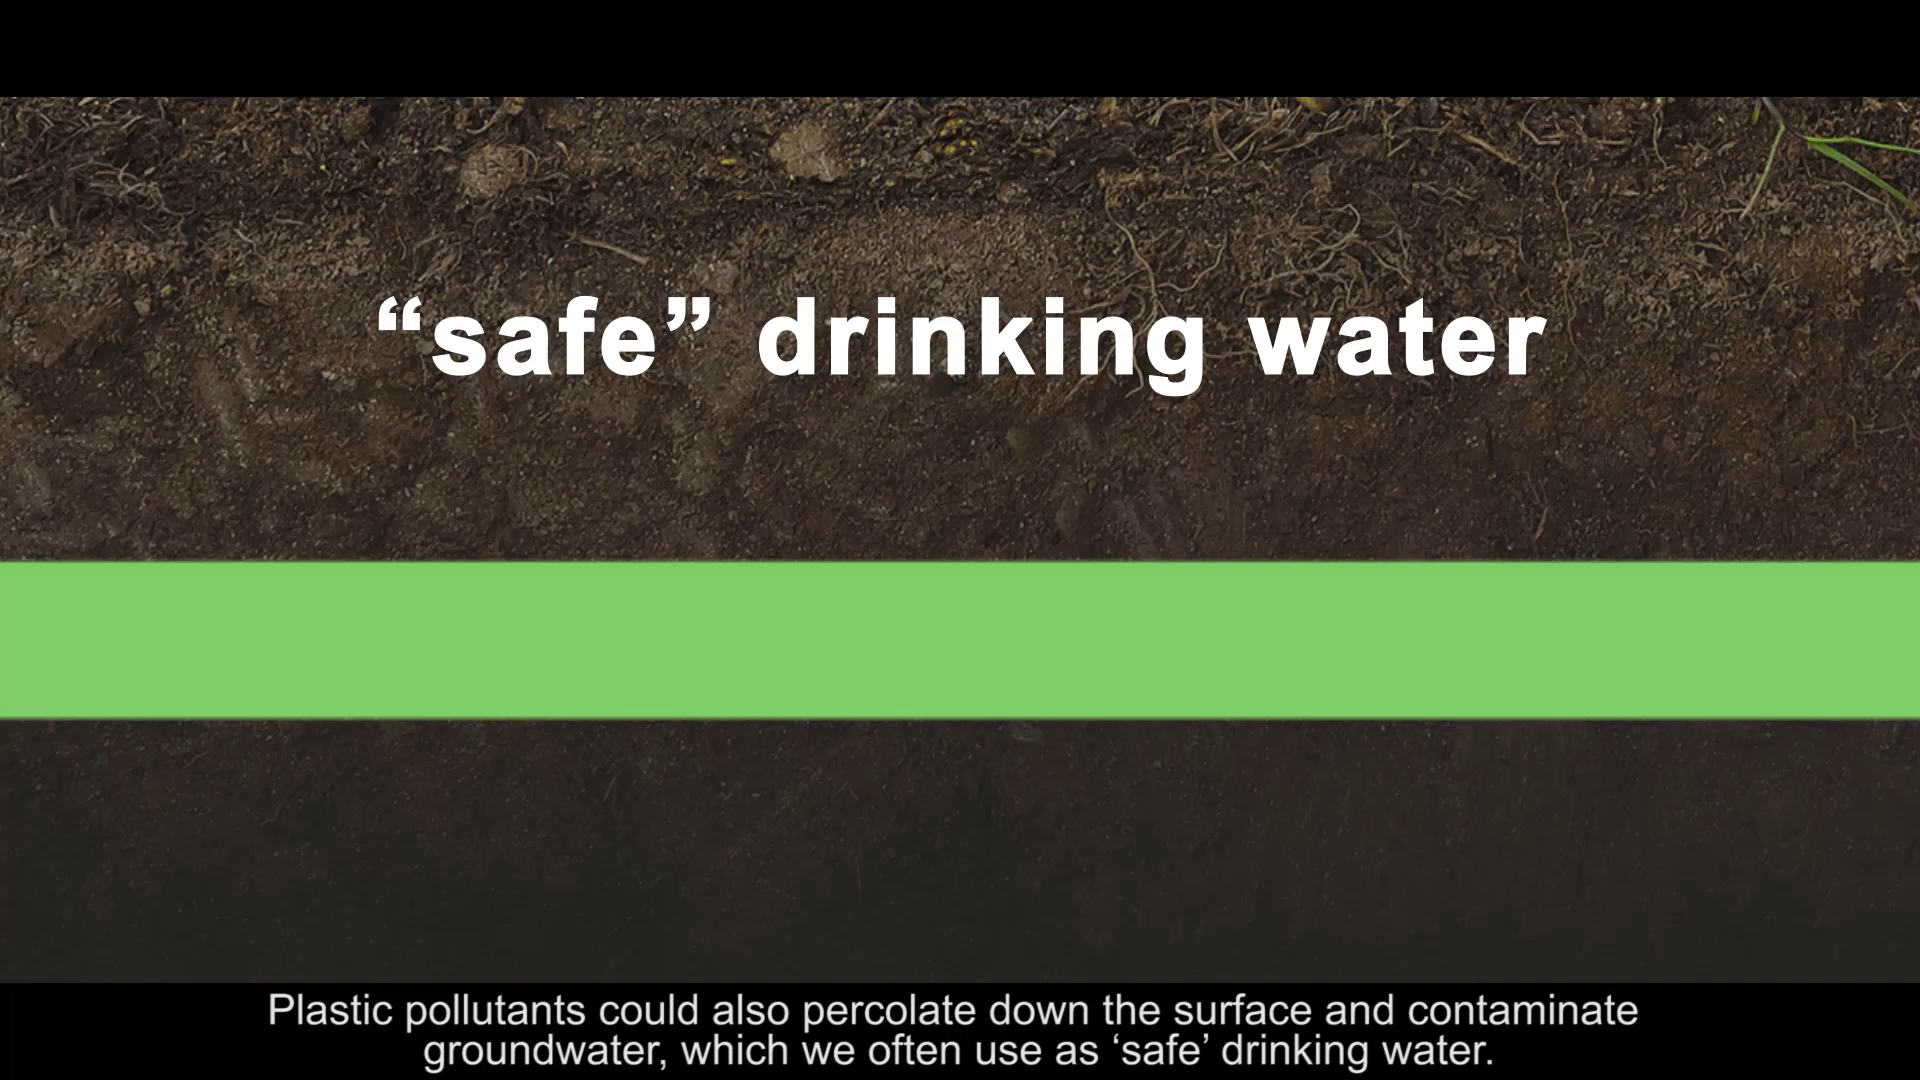 “safe” drinking water
Plastic pollutants could also percolate down the surface and contaminate
groundwater, which we often use as ‘safe’ drinking water.